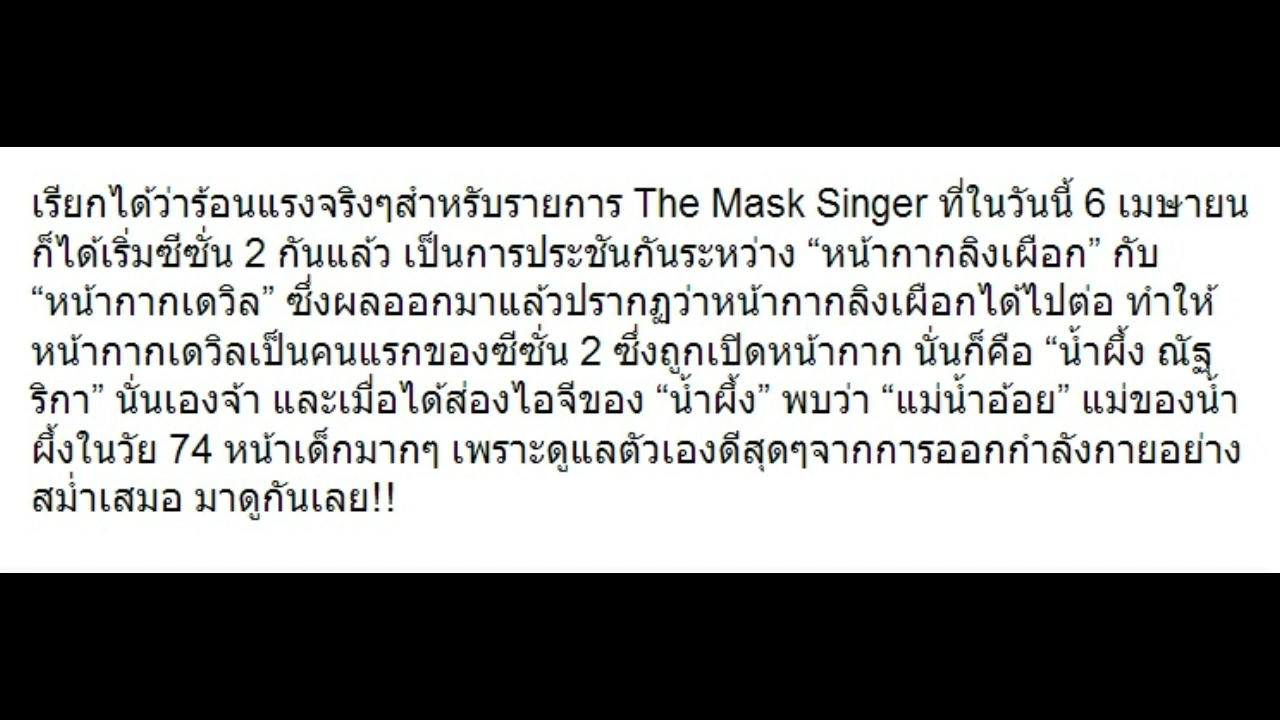 เรียกได้ว่าร้อนแรงจริงๆสำหรับรายการ The Mask Singer ที่ในวันนี้ 6 เมษายน
ก็ได้เริ่มซีซั่น 2 กันแล้ว เป็นการประชันกันระหว่าง “หน้ากากลิงเผือก” กับ
“หน้ากากเดวิล” ซึ่งผลออกมาแล้วปรากฏว่าหน้ากากลิงเผือกได้ไปต่อ ทำให้
หน้ากากเดวิลเป็นคนแรกของซีซั่น 2 ซึ่งถูกเปิดหน้ากาก นั่นก็คือ “น้ำผึ้ง ณัฐ
ริกา” นั่นเองจ้า และเมื่อได้ส่องไอจีของ “น้ำผึ้ง” พบว่า “แม่น้ำอ้อย” แม่ของน้ำ
ผึ้งในวัย 74 หน้าเด็กมากๆ เพราะดูแลตัวเองดีสุดๆจากการออกกำลังกายอย่าง
สม่ำเสมอ มาดูกันเลย!!